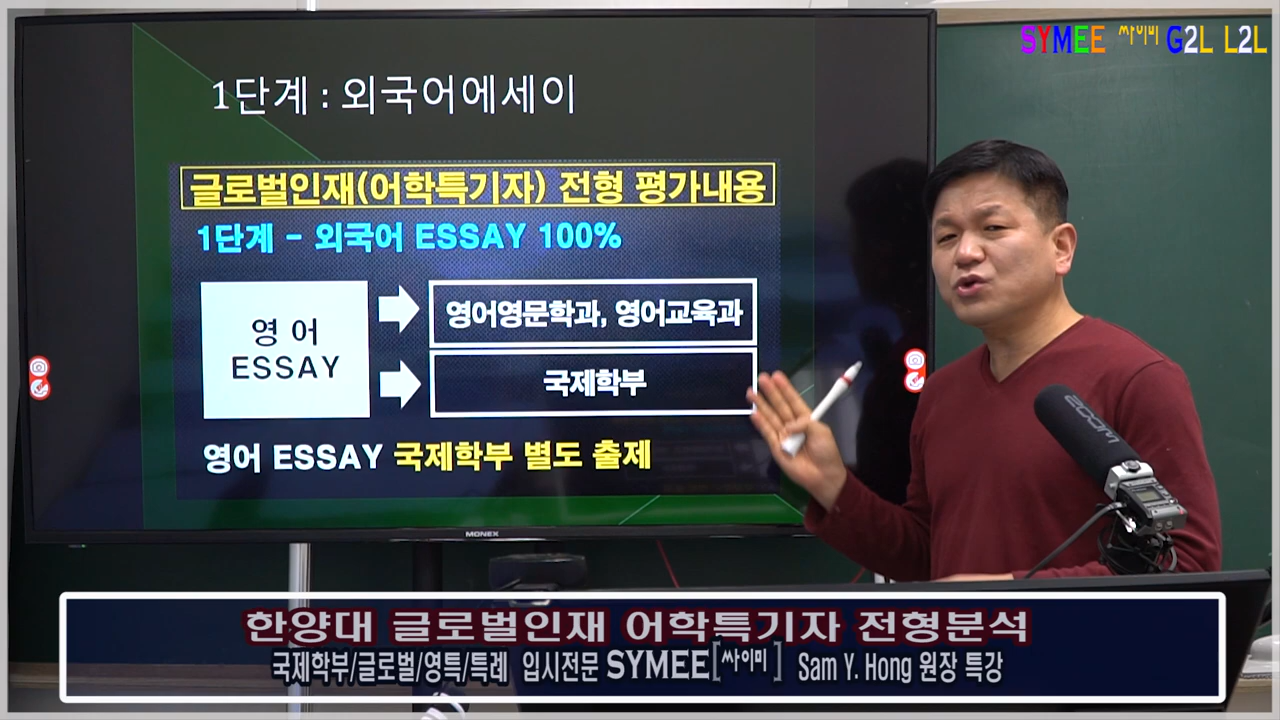 SYMEE 싸이미 G2L L2L
1단계 : 외국어에세이
글로벌인재(어학특기자) 전형 평가내용
1단계 - 외국어 ESSAY 100%
영 어
ESSAY
영어영문학과, 영어교육과
국제학부
영어 ESSAY 국제학부 별도 출제
MONEX
ZOOM
한양대 글로벌인재 어학특기자 전형분석
국제학부/글로벌/영특/특례 입시전문 SYMEE[싸이미] Sam Y. Hong 원장 특강